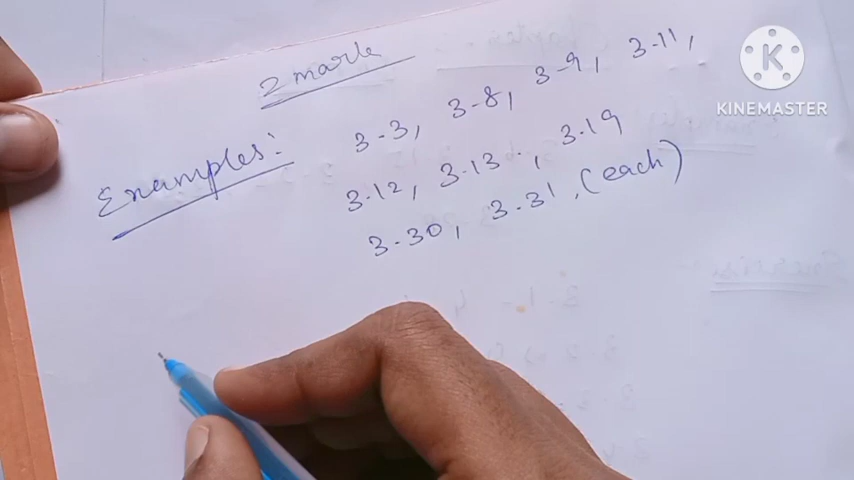 2 mark
Examples: 3-3, 3-8, 3-9, 3-11,
3-12, 3-13, 3-19
3-30, 3-31, (each)
K
KINEMASTER